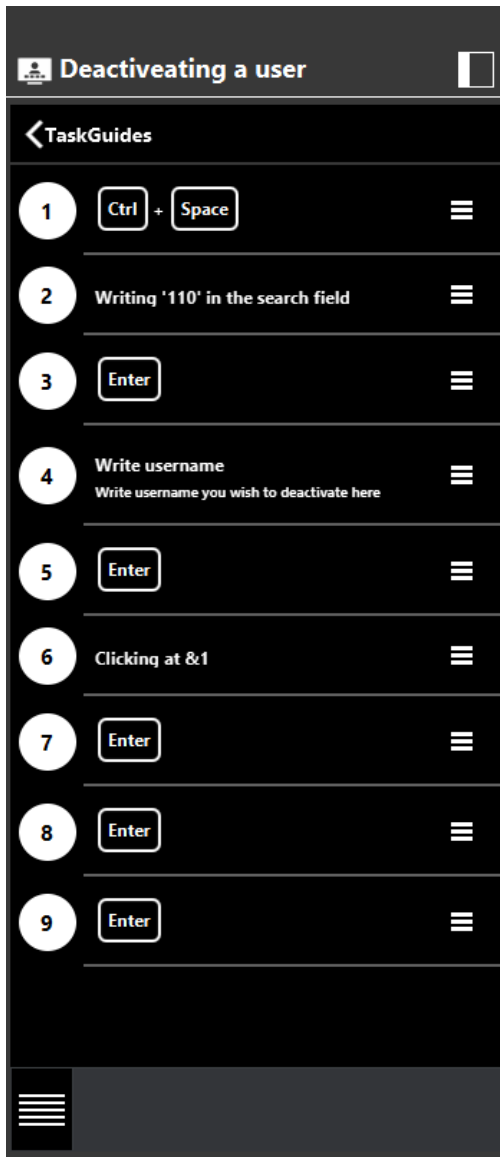 Deactiveating a user
TaskGuides
1 Ctrl + Space
2 Writing '110' in the search field
3 Enter
4 Write username
Write username you wish to deactivate here
5 Enter
6 Clicking at &1
7 Enter
8 Enter
9 Enter